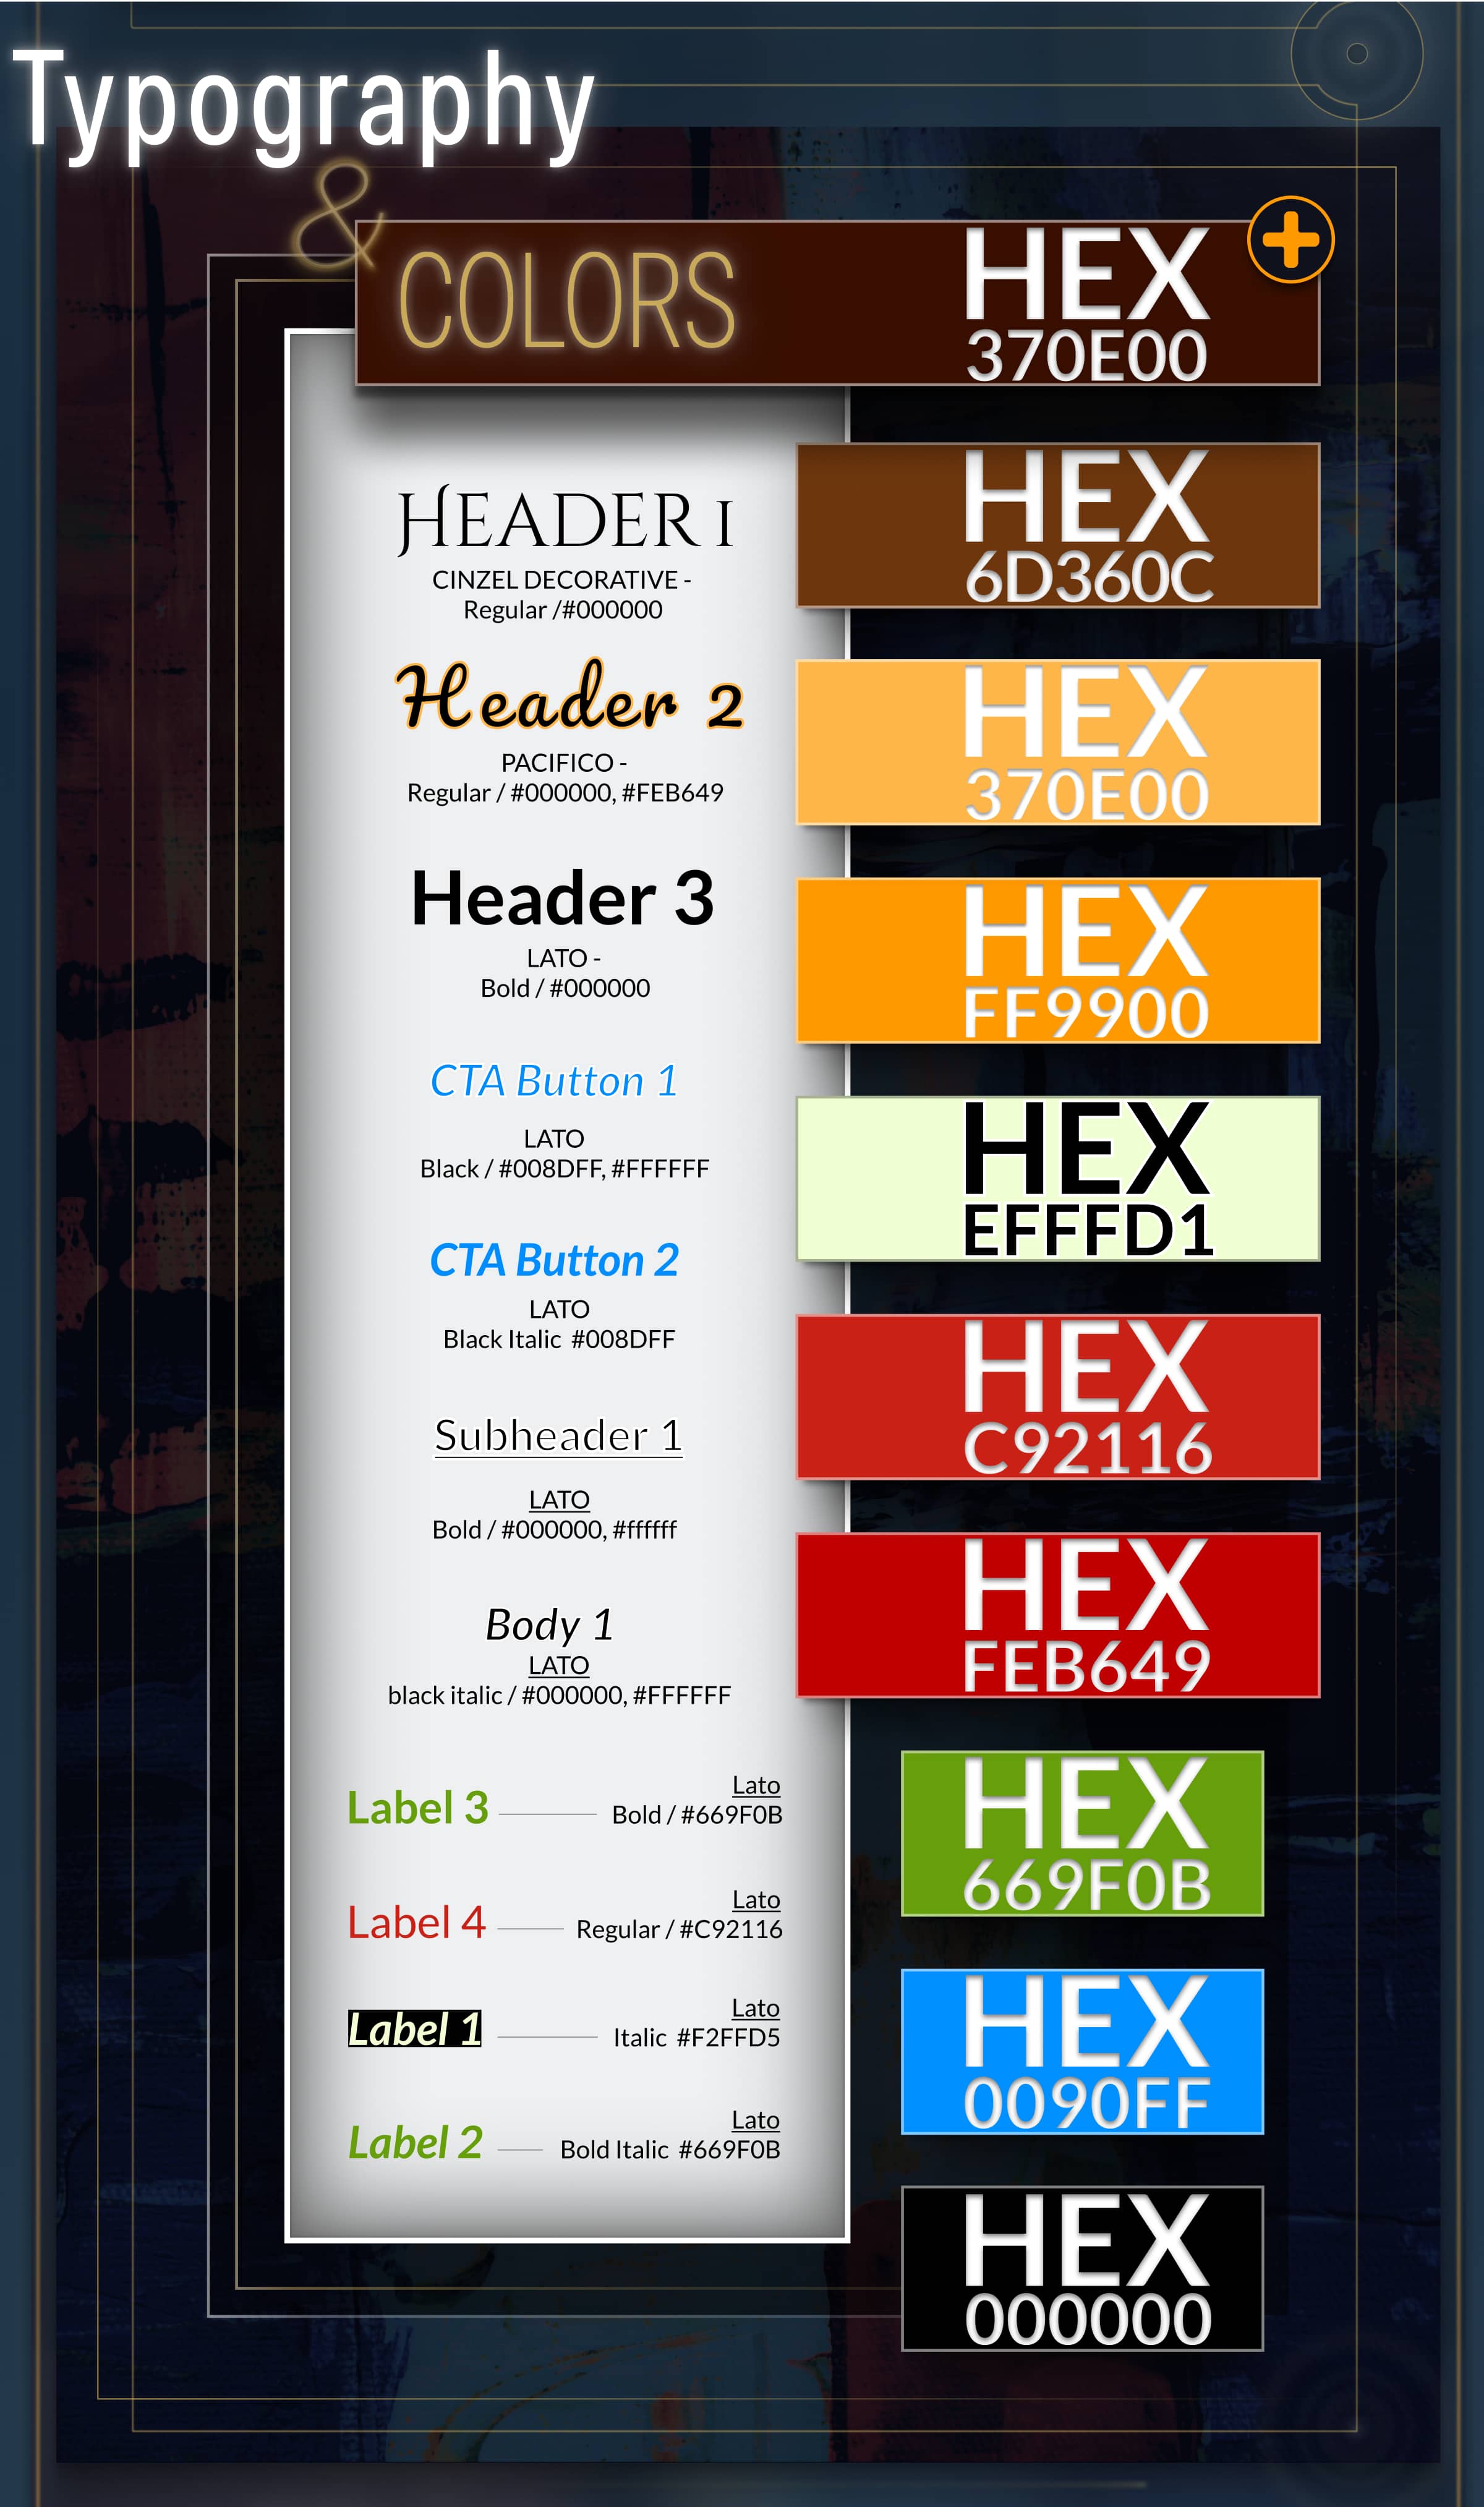 Typography
&
COLORS
HEX
370E00
HEADER 1
CINZEL DECORATIVE -
Regular /#000000
Header 2
PACIFICO -
Regular / #000000, #FEB649
Header 3
LATO -
Bold / #000000
CTA Button 1
LATO
Black / #008DFF, #FFFFFF
CTA Button 2
LATO
Black Italic #008DFF
Subheader 1
LATO
Bold / #000000, #ffffff
Body 1
LATO
black italic / #000000, #FFFFFF
Label 3
Lato
Bold / #669F0B
Label 4
Lato
Regular / #C92116
Label 1
Lato
Italic #F2FFD5
Label 2
Lato
Bold Italic #669F0B
HEX
6D360C
HEX
370E00
HEX
FF9900
HEX
EFFFD1
HEX
C92116
HEX
FEB649
HEX
669F0B
HEX
0090FF
HEX
000000